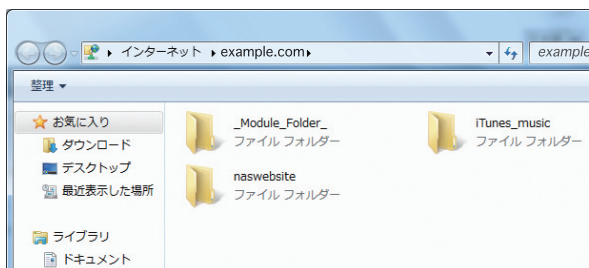 インターネット example.com
example
整理
お気に入り
ダウンロード
デスクトップ
最近表示した場所
ライブラリ
ドキュメント
_Module_Folder_
ファイル フォルダー
iTunes_music
ファイル フォルダー
naswebsite
ファイル フォルダー